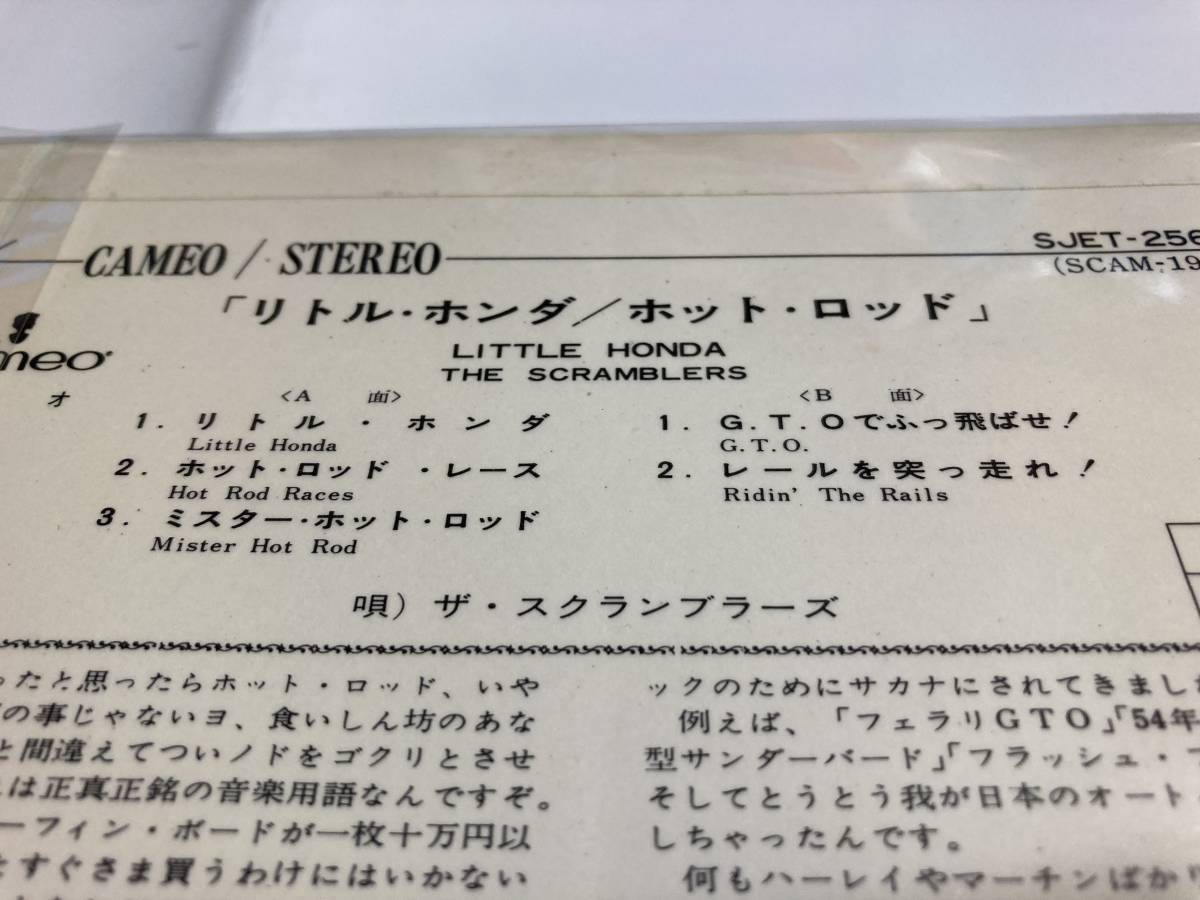 CAMEO / STEREO
SJET-256
(SCAM-19
「リトル・ホンダ／ホット・ロッド」
LITTLE HONDA
THE SCRAMBLERS
meo
オ
〈A 面〉
1. リトル・ホンダ
Little Honda
2. ホット・ロッド・レース
Hot Rod Races
3. ミスター・ホット・ロッド
Mister Hot Rod
〈B 面〉
1. G.T.Oでふっ飛ばせ！
G.T.O.
2. レールを突っ走れ！
Ridin' The Rails
唄）ザ・スクランブラーズ
ったと思ったらホット・ロッド、いや
の事じゃないヨ、食いしん坊のあな
と間違えてついノドをゴクリとさせ
は正真正銘の音楽用語なんですぞ。
ーフィン・ボードが一枚十万円以
すぐさま買うわけにはいかない
ックのためにサカナにされてきまし
例えば、「フェラリGTO」「54年
型サンダーバード」「フラッシュ・
そしてとうとう我が日本のオート
しちゃったんです。
何もハーレイやマーチンばか